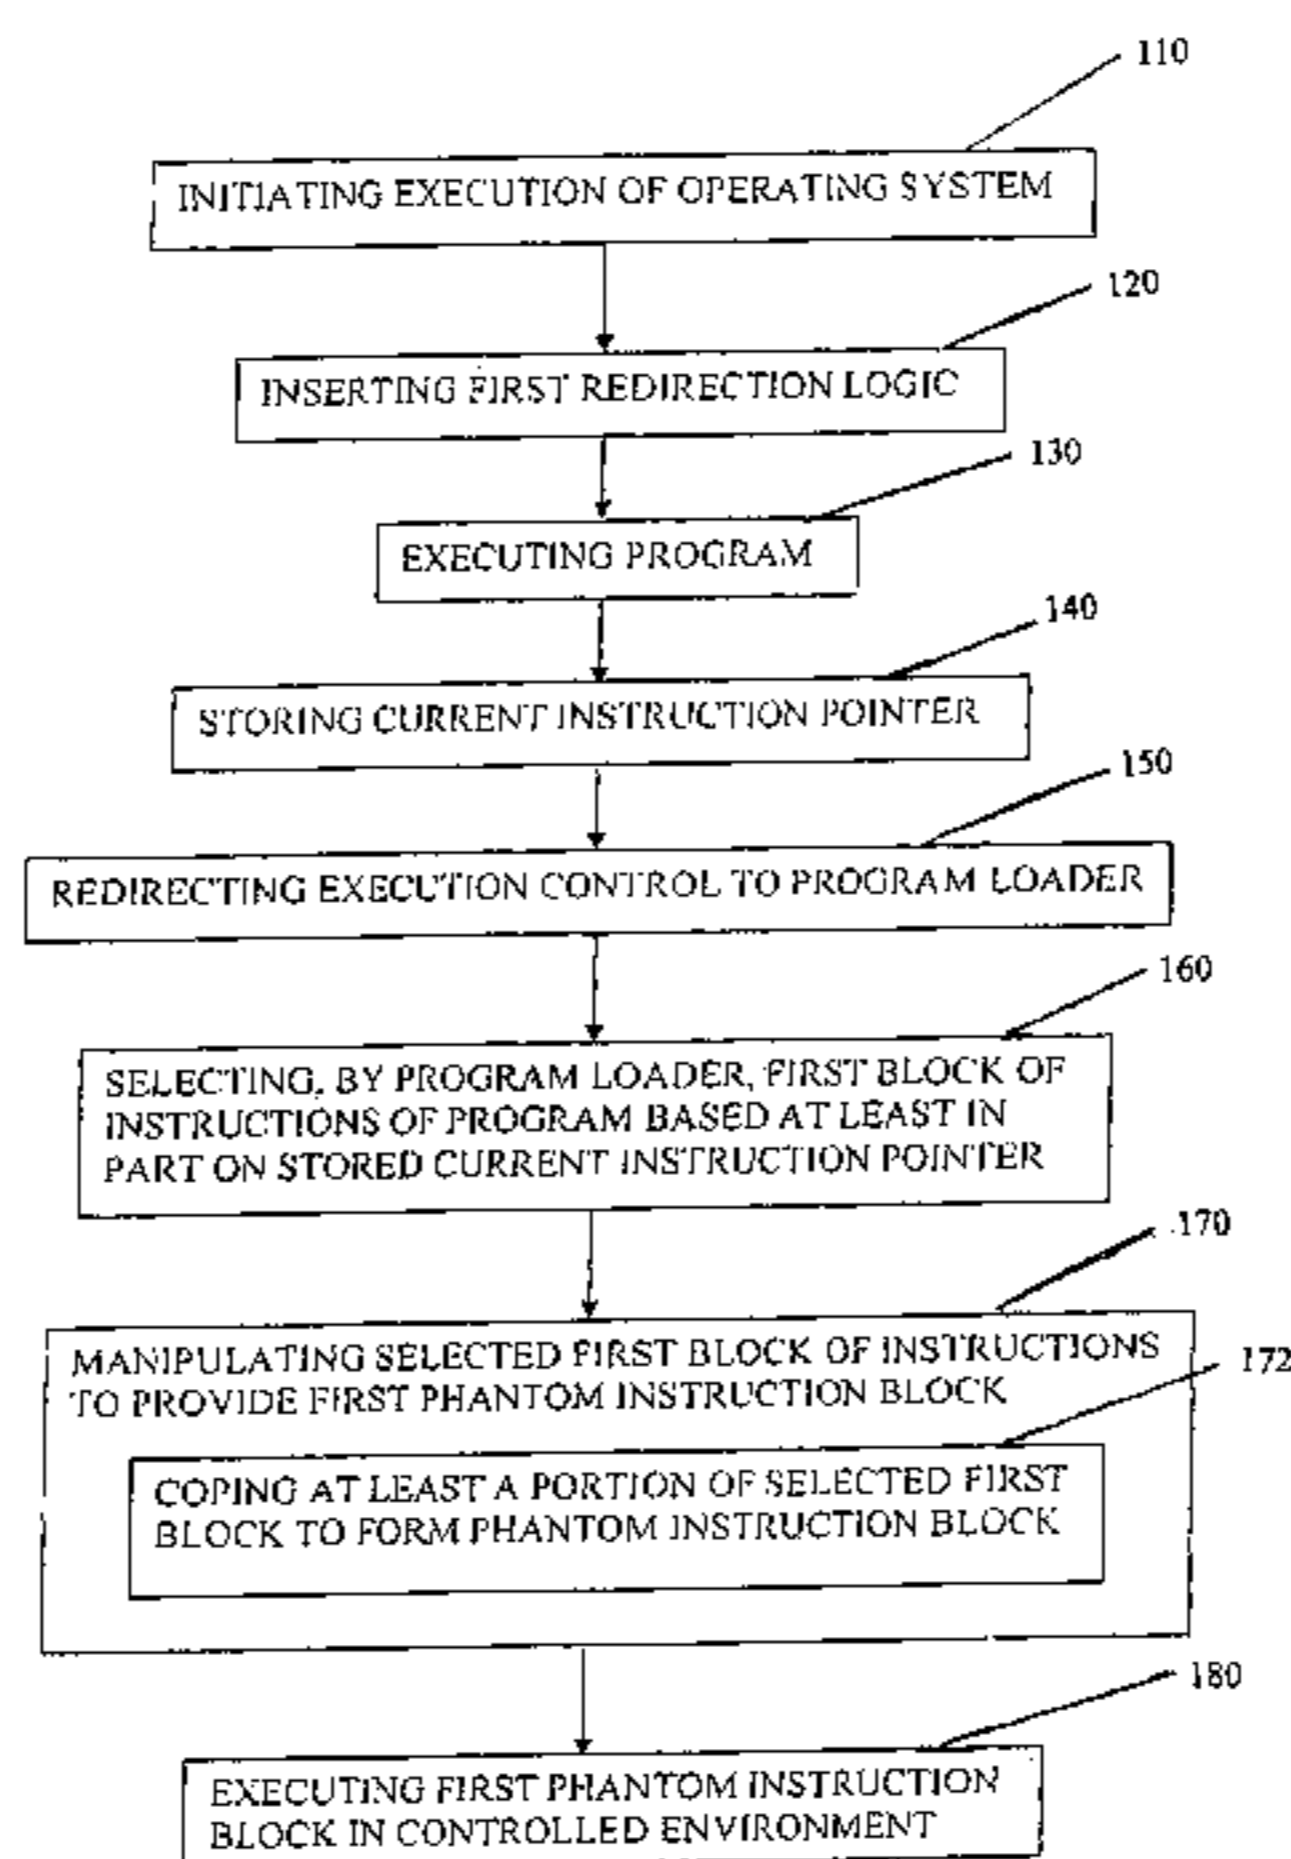 110
INITIATING EXECUTION OF OPERATING SYSTEM
120
INSERTING FIRST REDIRECTION LOGIC
130
EXECUTING PROGRAM
140
STORING CURRENT INSTRUCTION POINTER
150
REDIRECTING EXECUTION CONTROL TO PROGRAM LOADER
160
SELECTING, BY PROGRAM LOADER, FIRST BLOCK OF
INSTRUCTIONS OF PROGRAM BASED AT LEAST IN
PART ON STORED CURRENT INSTRUCTION POINTER
170
MANIPULATING SELECTED FIRST BLOCK OF INSTRUCTIONS
TO PROVIDE FIRST PHANTOM INSTRUCTION BLOCK
172
COPING AT LEAST A PORTION OF SELECTED FIRST
BLOCK TO FORM PHANTOM INSTRUCTION BLOCK
180
EXECUTING FIRST PHANTOM INSTRUCTION
BLOCK IN CONTROLLED ENVIRONMENT